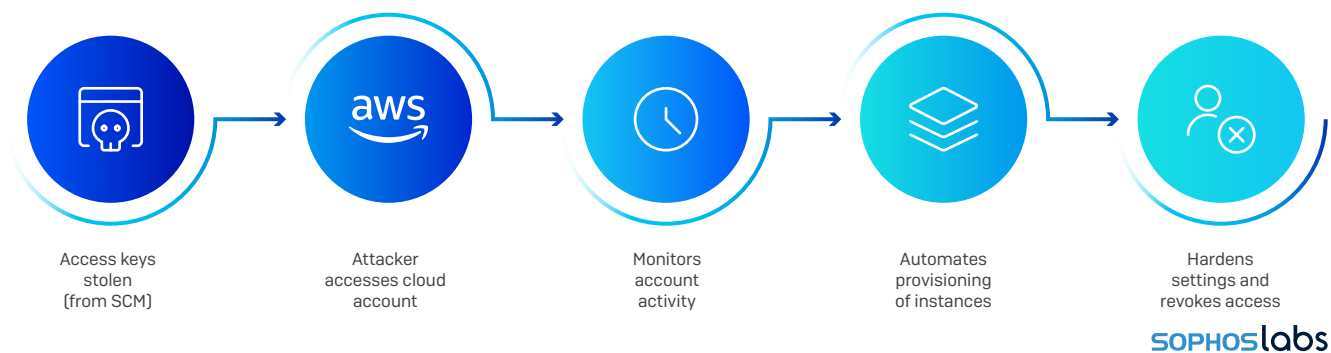 aws
Access keys
stolen
(from SCM)
Attacker
accesses cloud
account
Monitors
account
activity
Automates
provisioning
of instances
Hardens
settings and
revokes access
SOPHOSlabs